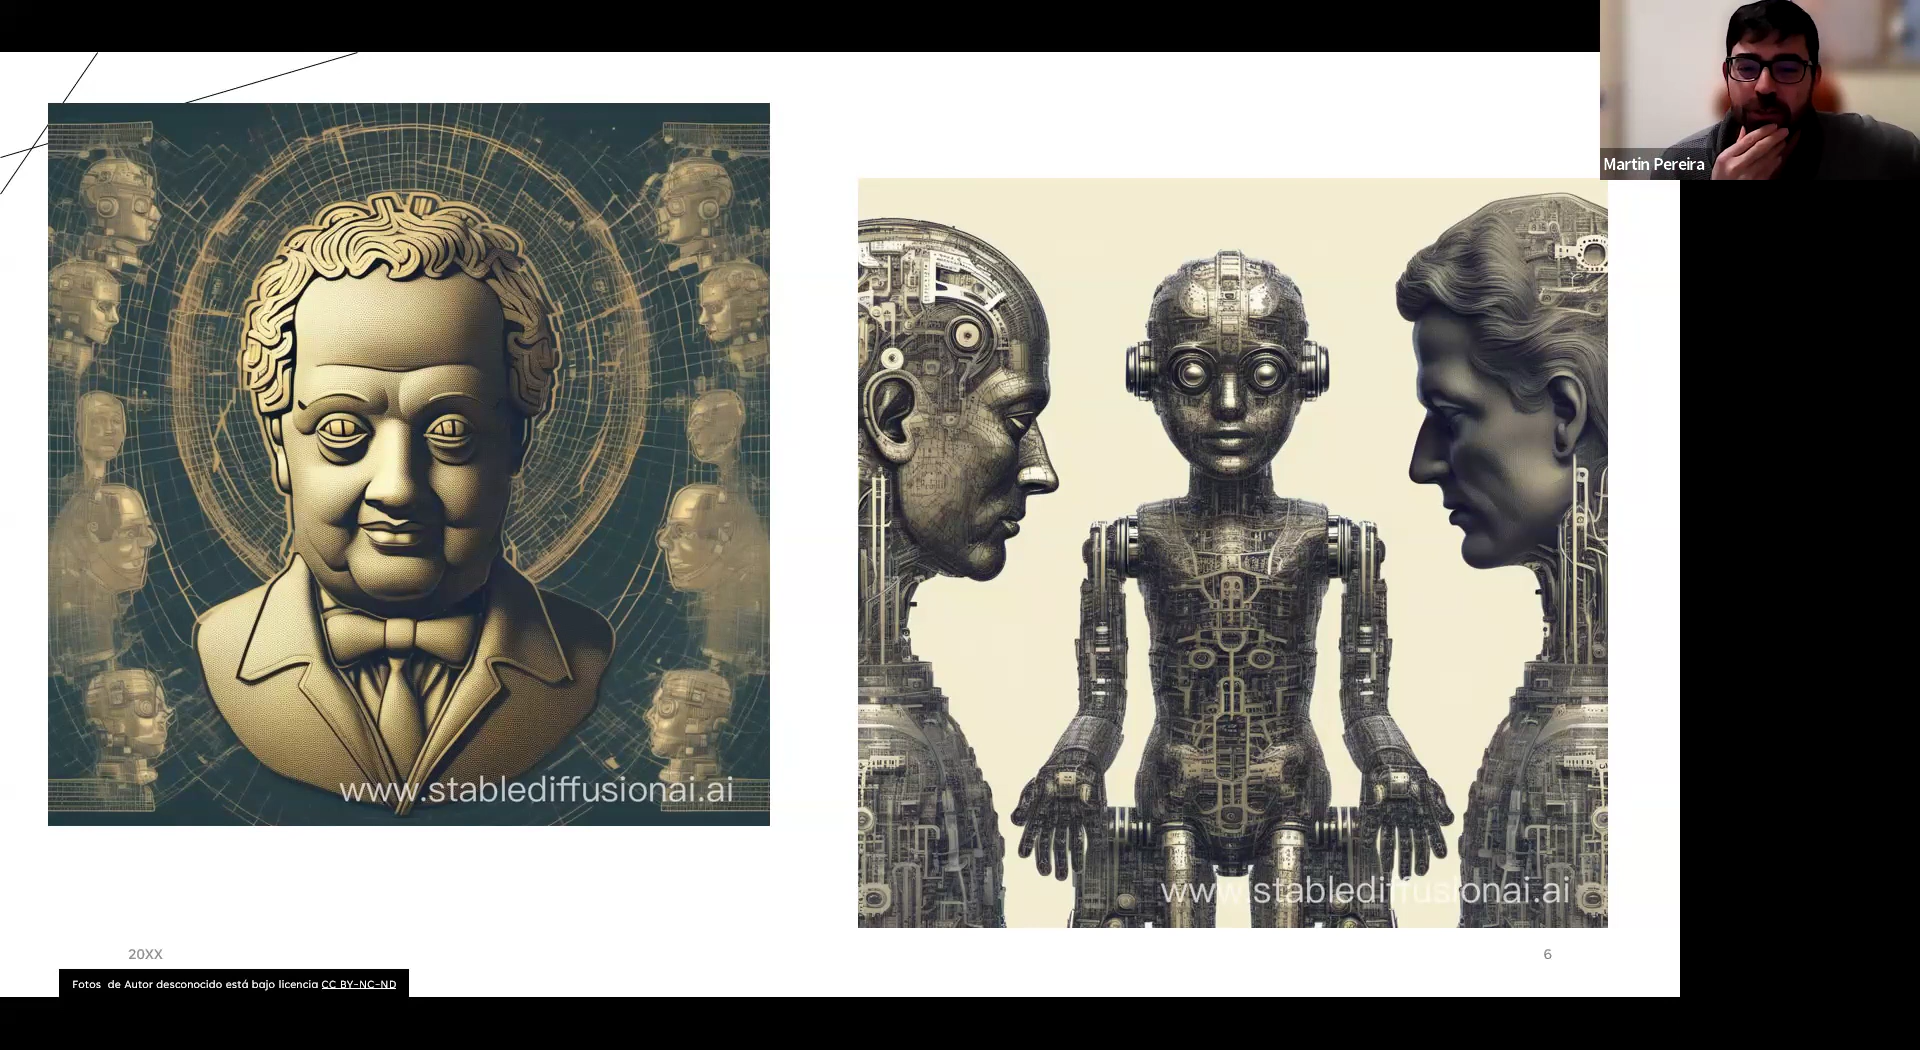 Martin Pereira
www.stablediffusionai.ai
www.stablediffusionai.ai
20XX
6
Fotos de Autor desconocido está bajo licencia CC BY-NC-ND